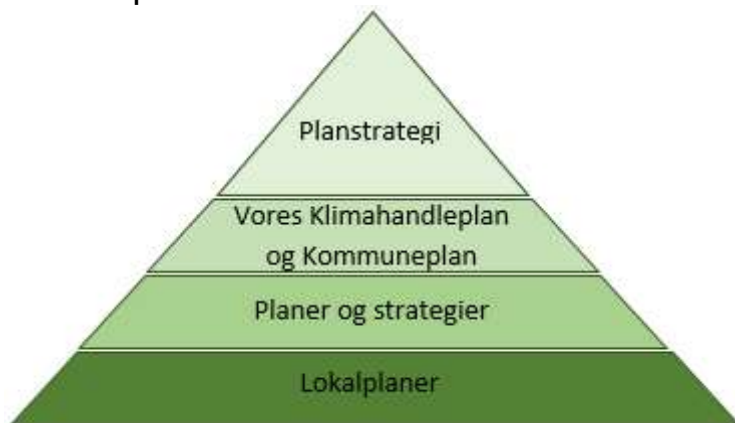 Planstrategi
Vores Klimahandleplan
og Kommuneplan
Planer og strategier
Lokalplaner